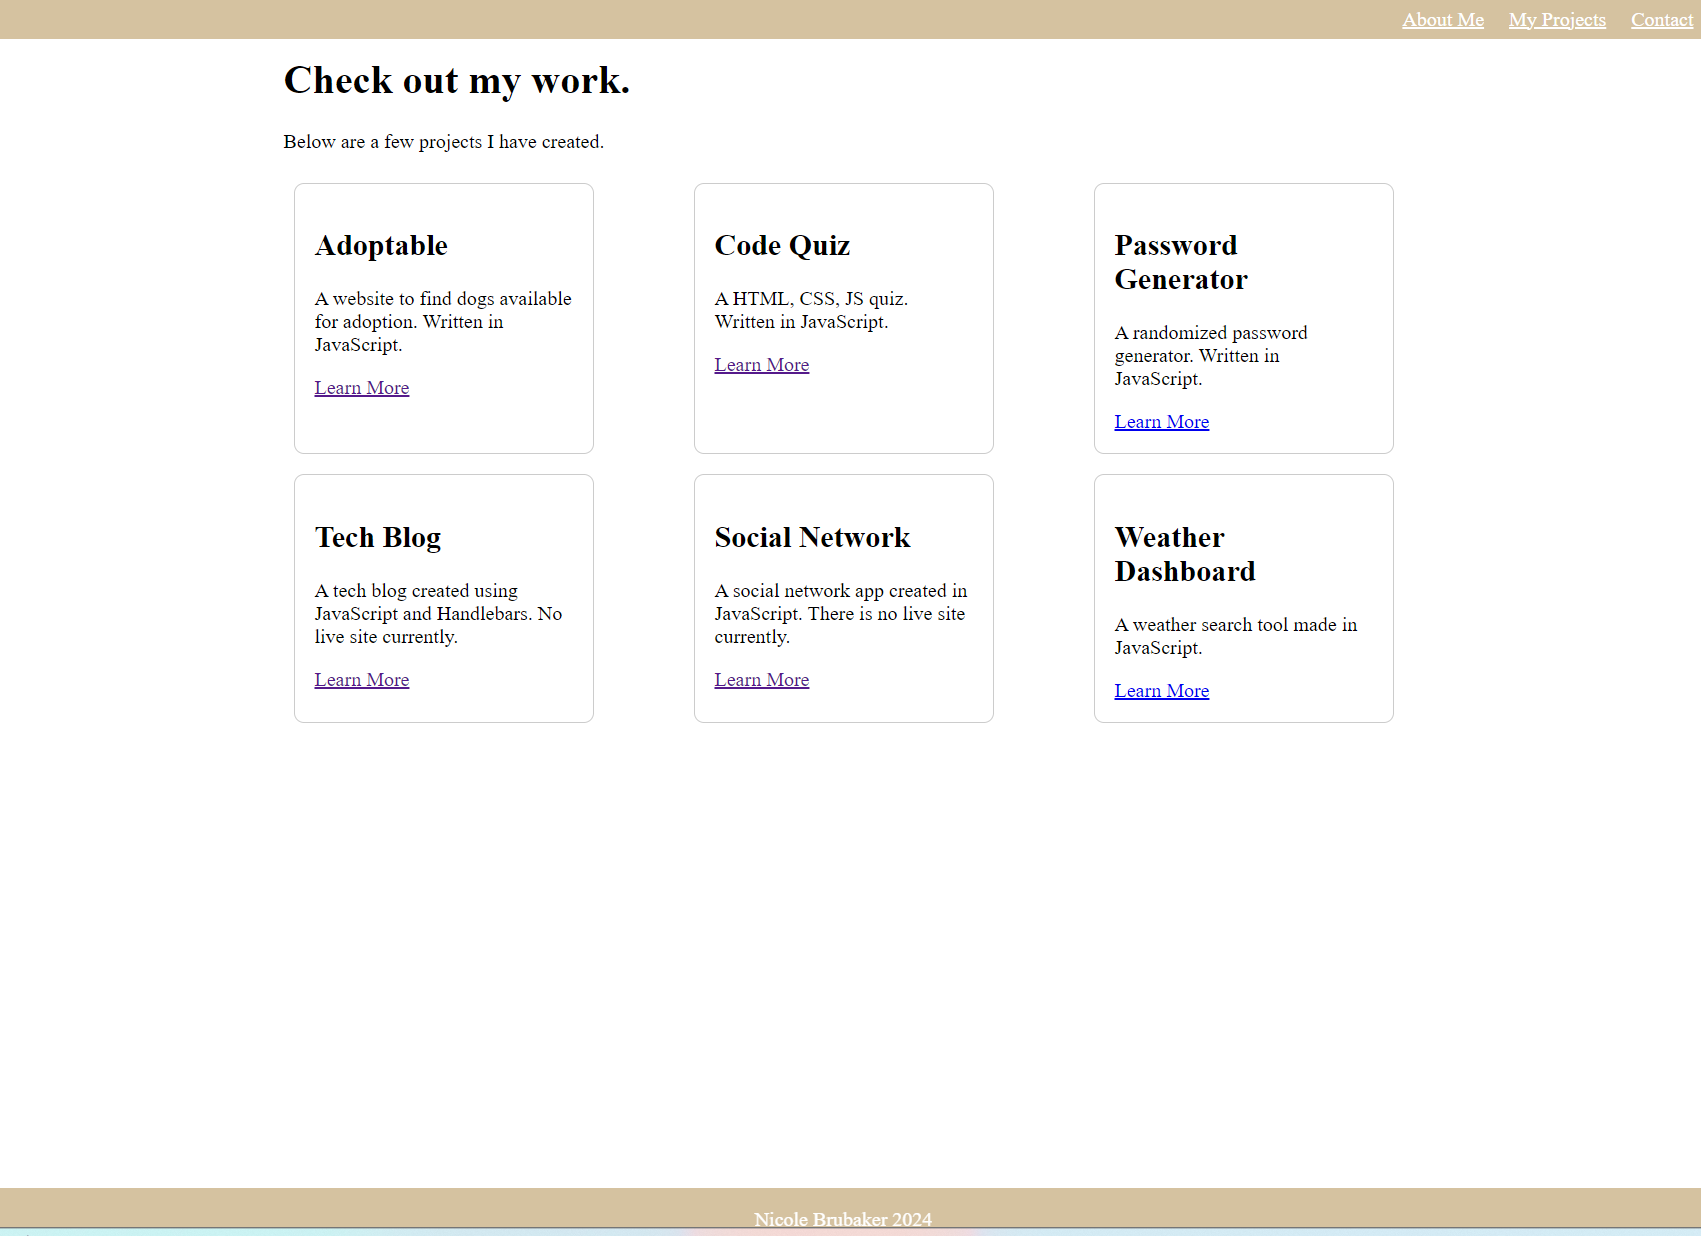 About Me My Projects Contact
Check out my work.
Below are a few projects I have created.
Adoptable
A website to find dogs available
for adoption. Written in
JavaScript.
Learn More
Code Quiz
A HTML, CSS, JS quiz.
Written in JavaScript.
Learn More
Password
Generator
A randomized password
generator. Written in
JavaScript.
Learn More
Tech Blog
A tech blog created using
JavaScript and Handlebars. No
live site currently.
Learn More
Social Network
A social network app created in
JavaScript. There is no live site
currently.
Learn More
Weather
Dashboard
A weather search tool made in
JavaScript.
Learn More
Nicole Brubaker 2024